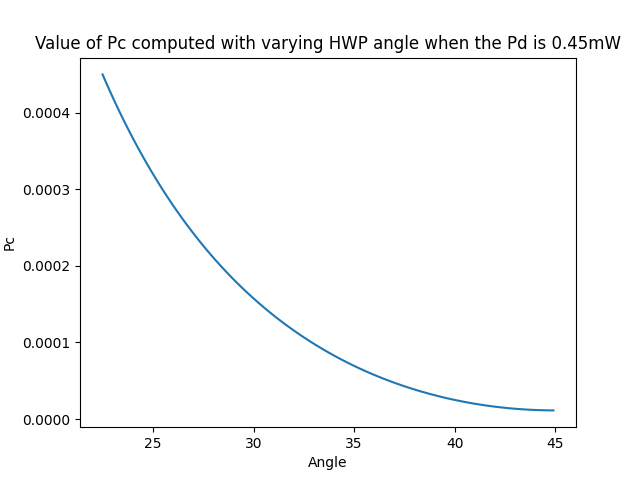 Value of Pc computed with varying HWP angle when the Pd is 0.45mW
0.0004
0.0003
0.0002
0.0001
0.0000
Pc
25 30 35 40 45
Angle